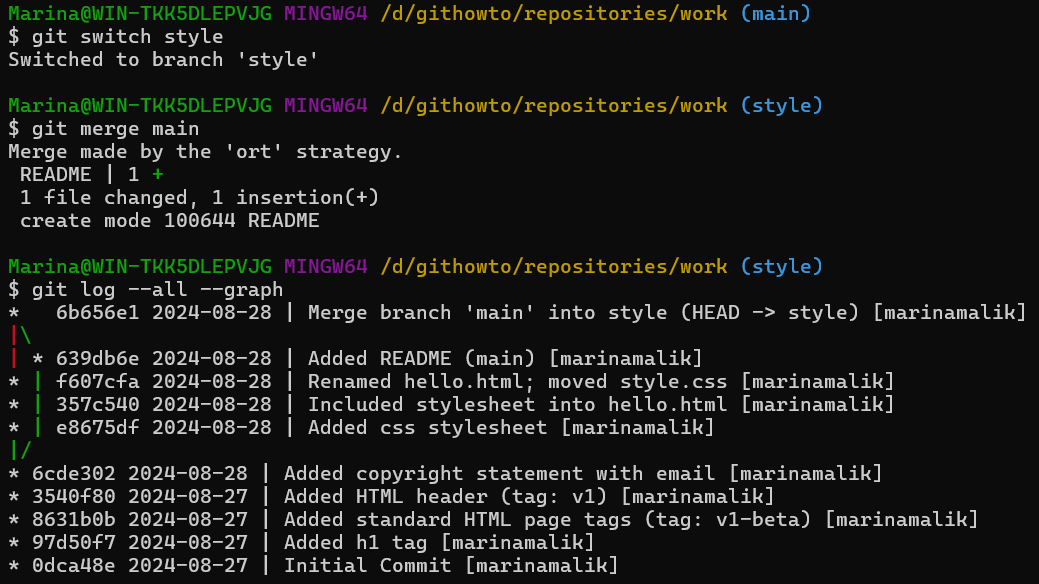 Marina@WIN-TKK5DLEPVJG MINGW64 /d/githowto/repositories/work (main)
$ git switch style
Switched to branch 'style'

Marina@WIN-TKK5DLEPVJG MINGW64 /d/githowto/repositories/work (style)
$ git merge main
Merge made by the 'ort' strategy.
 README | 1 +
 1 file changed, 1 insertion(+)
 create mode 100644 README

Marina@WIN-TKK5DLEPVJG MINGW64 /d/githowto/repositories/work (style)
$ git log --all --graph
*   6b656e1 2024-08-28 | Merge branch 'main' into style (HEAD -> style) [marinamalik]
|\
| * 639db6e 2024-08-28 | Added README (main) [marinamalik]
* | f607cfa 2024-08-28 | Renamed hello.html; moved style.css [marinamalik]
* | 357c540 2024-08-28 | Included stylesheet into hello.html [marinamalik]
* | e8675df 2024-08-28 | Added css stylesheet [marinamalik]
|/
* 6cde302 2024-08-28 | Added copyright statement with email [marinamalik]
* 3540f80 2024-08-27 | Added HTML header (tag: v1) [marinamalik]
* 8631b0b 2024-08-27 | Added standard HTML page tags (tag: v1-beta) [marinamalik]
* 97d50f7 2024-08-27 | Added h1 tag [marinamalik]
* 0dca48e 2024-08-27 | Initial Commit [marinamalik]